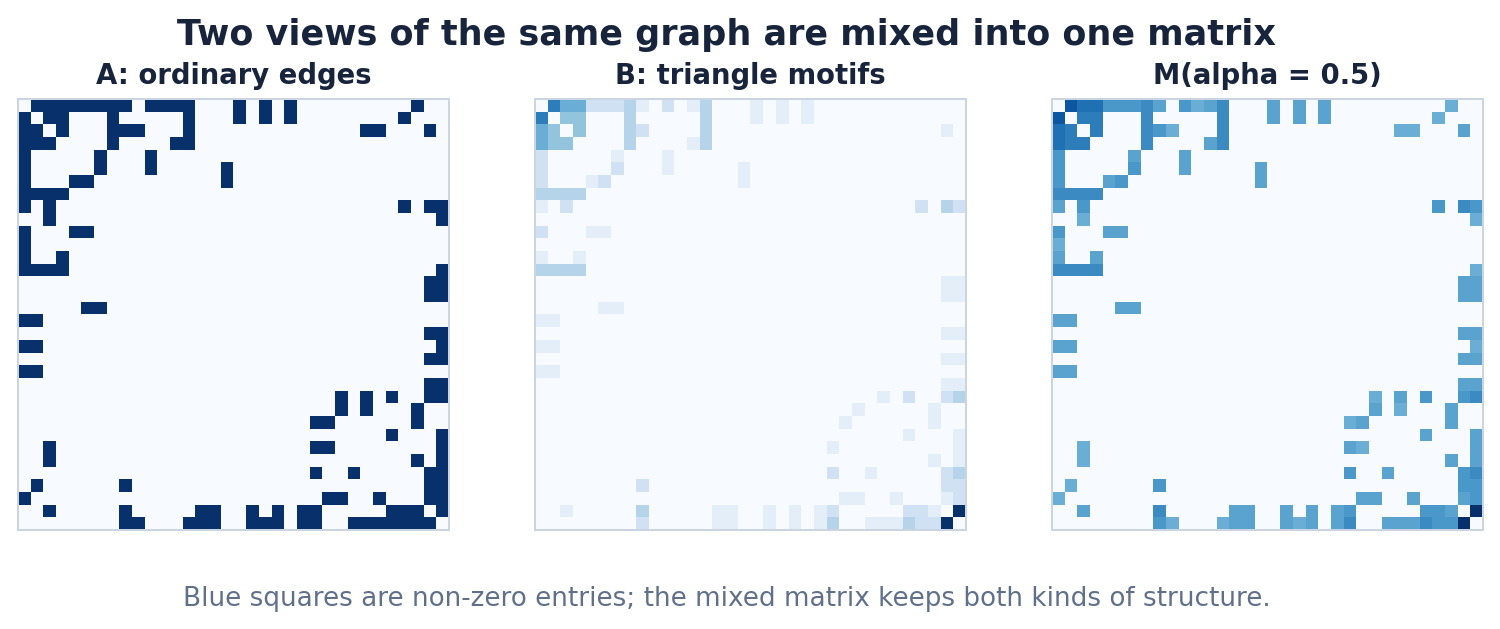 Two views of the same graph are mixed into one matrix
A: ordinary edges
B: triangle motifs
M(alpha = 0.5)
Blue squares are non-zero entries; the mixed matrix keeps both kinds of structure.